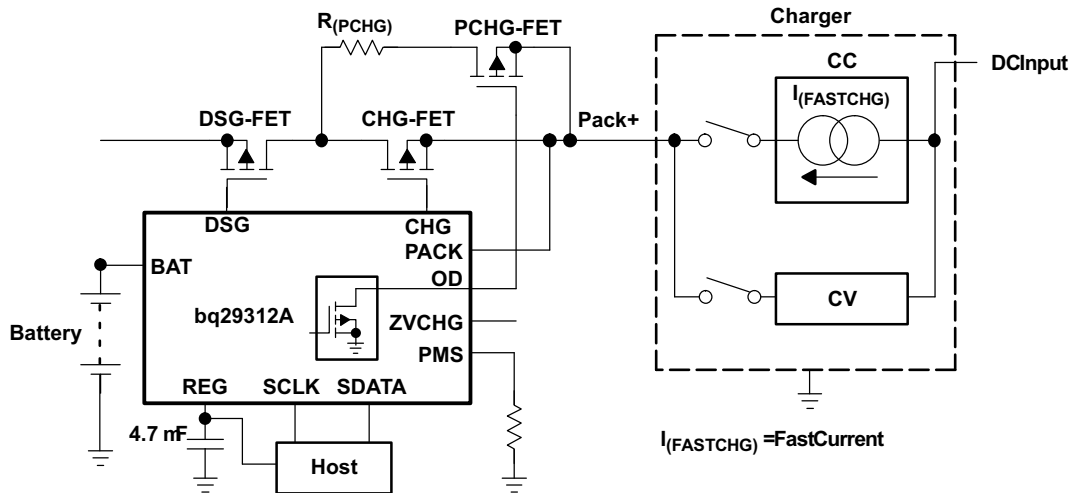 Charger
R(PCHG)
PCHG-FET
CC
DCInput
I(FASTCHG)
DSG-FET
CHG-FET
Pack+
DSG
CHG
PACK
BAT
OD
bq29312A
ZVCHG
CV
Battery
PMS
REG
SCLK
SDATA
4.7 mF
Host
I(FASTCHG) =FastCurrent